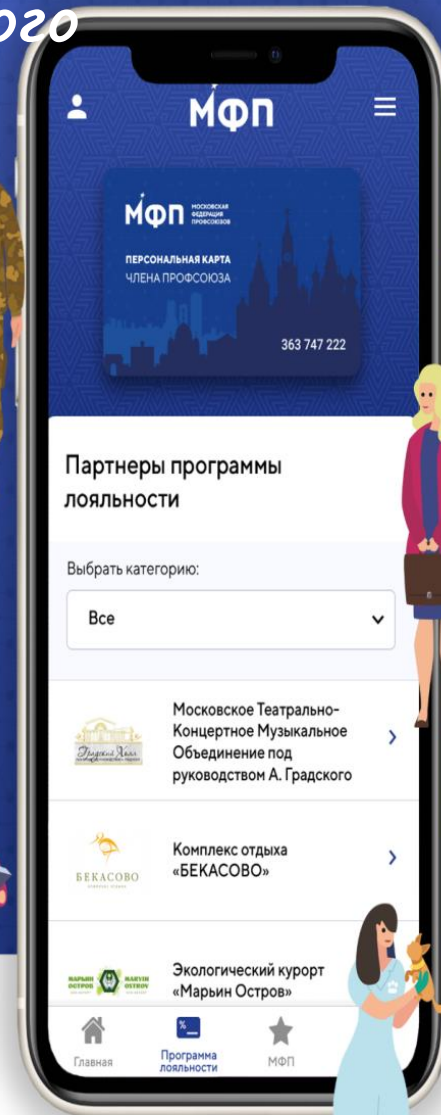 ого
МФП
МФП МОСКОВСКАЯ
ФЕДЕРАЦИЯ
ПРОФСОЮЗОВ
ПЕРСОНАЛЬНАЯ КАРТА
ЧЛЕНА ПРОФСОЮЗА
363 747 222
Партнеры программы
лояльности
Выбрать категорию:
Все
Градский Холл
Московское Театрально-
Концертное Музыкальное
Объединение под
руководством А. Градского
БЕКАСОВО
Комплекс отдыха
«БЕКАСОВО»
МАРЬИН
ОСТРОВ
MARYIN
OSTROV
Экологический курорт
«Марьин Остров»
Главная
Программа
лояльности
МФП